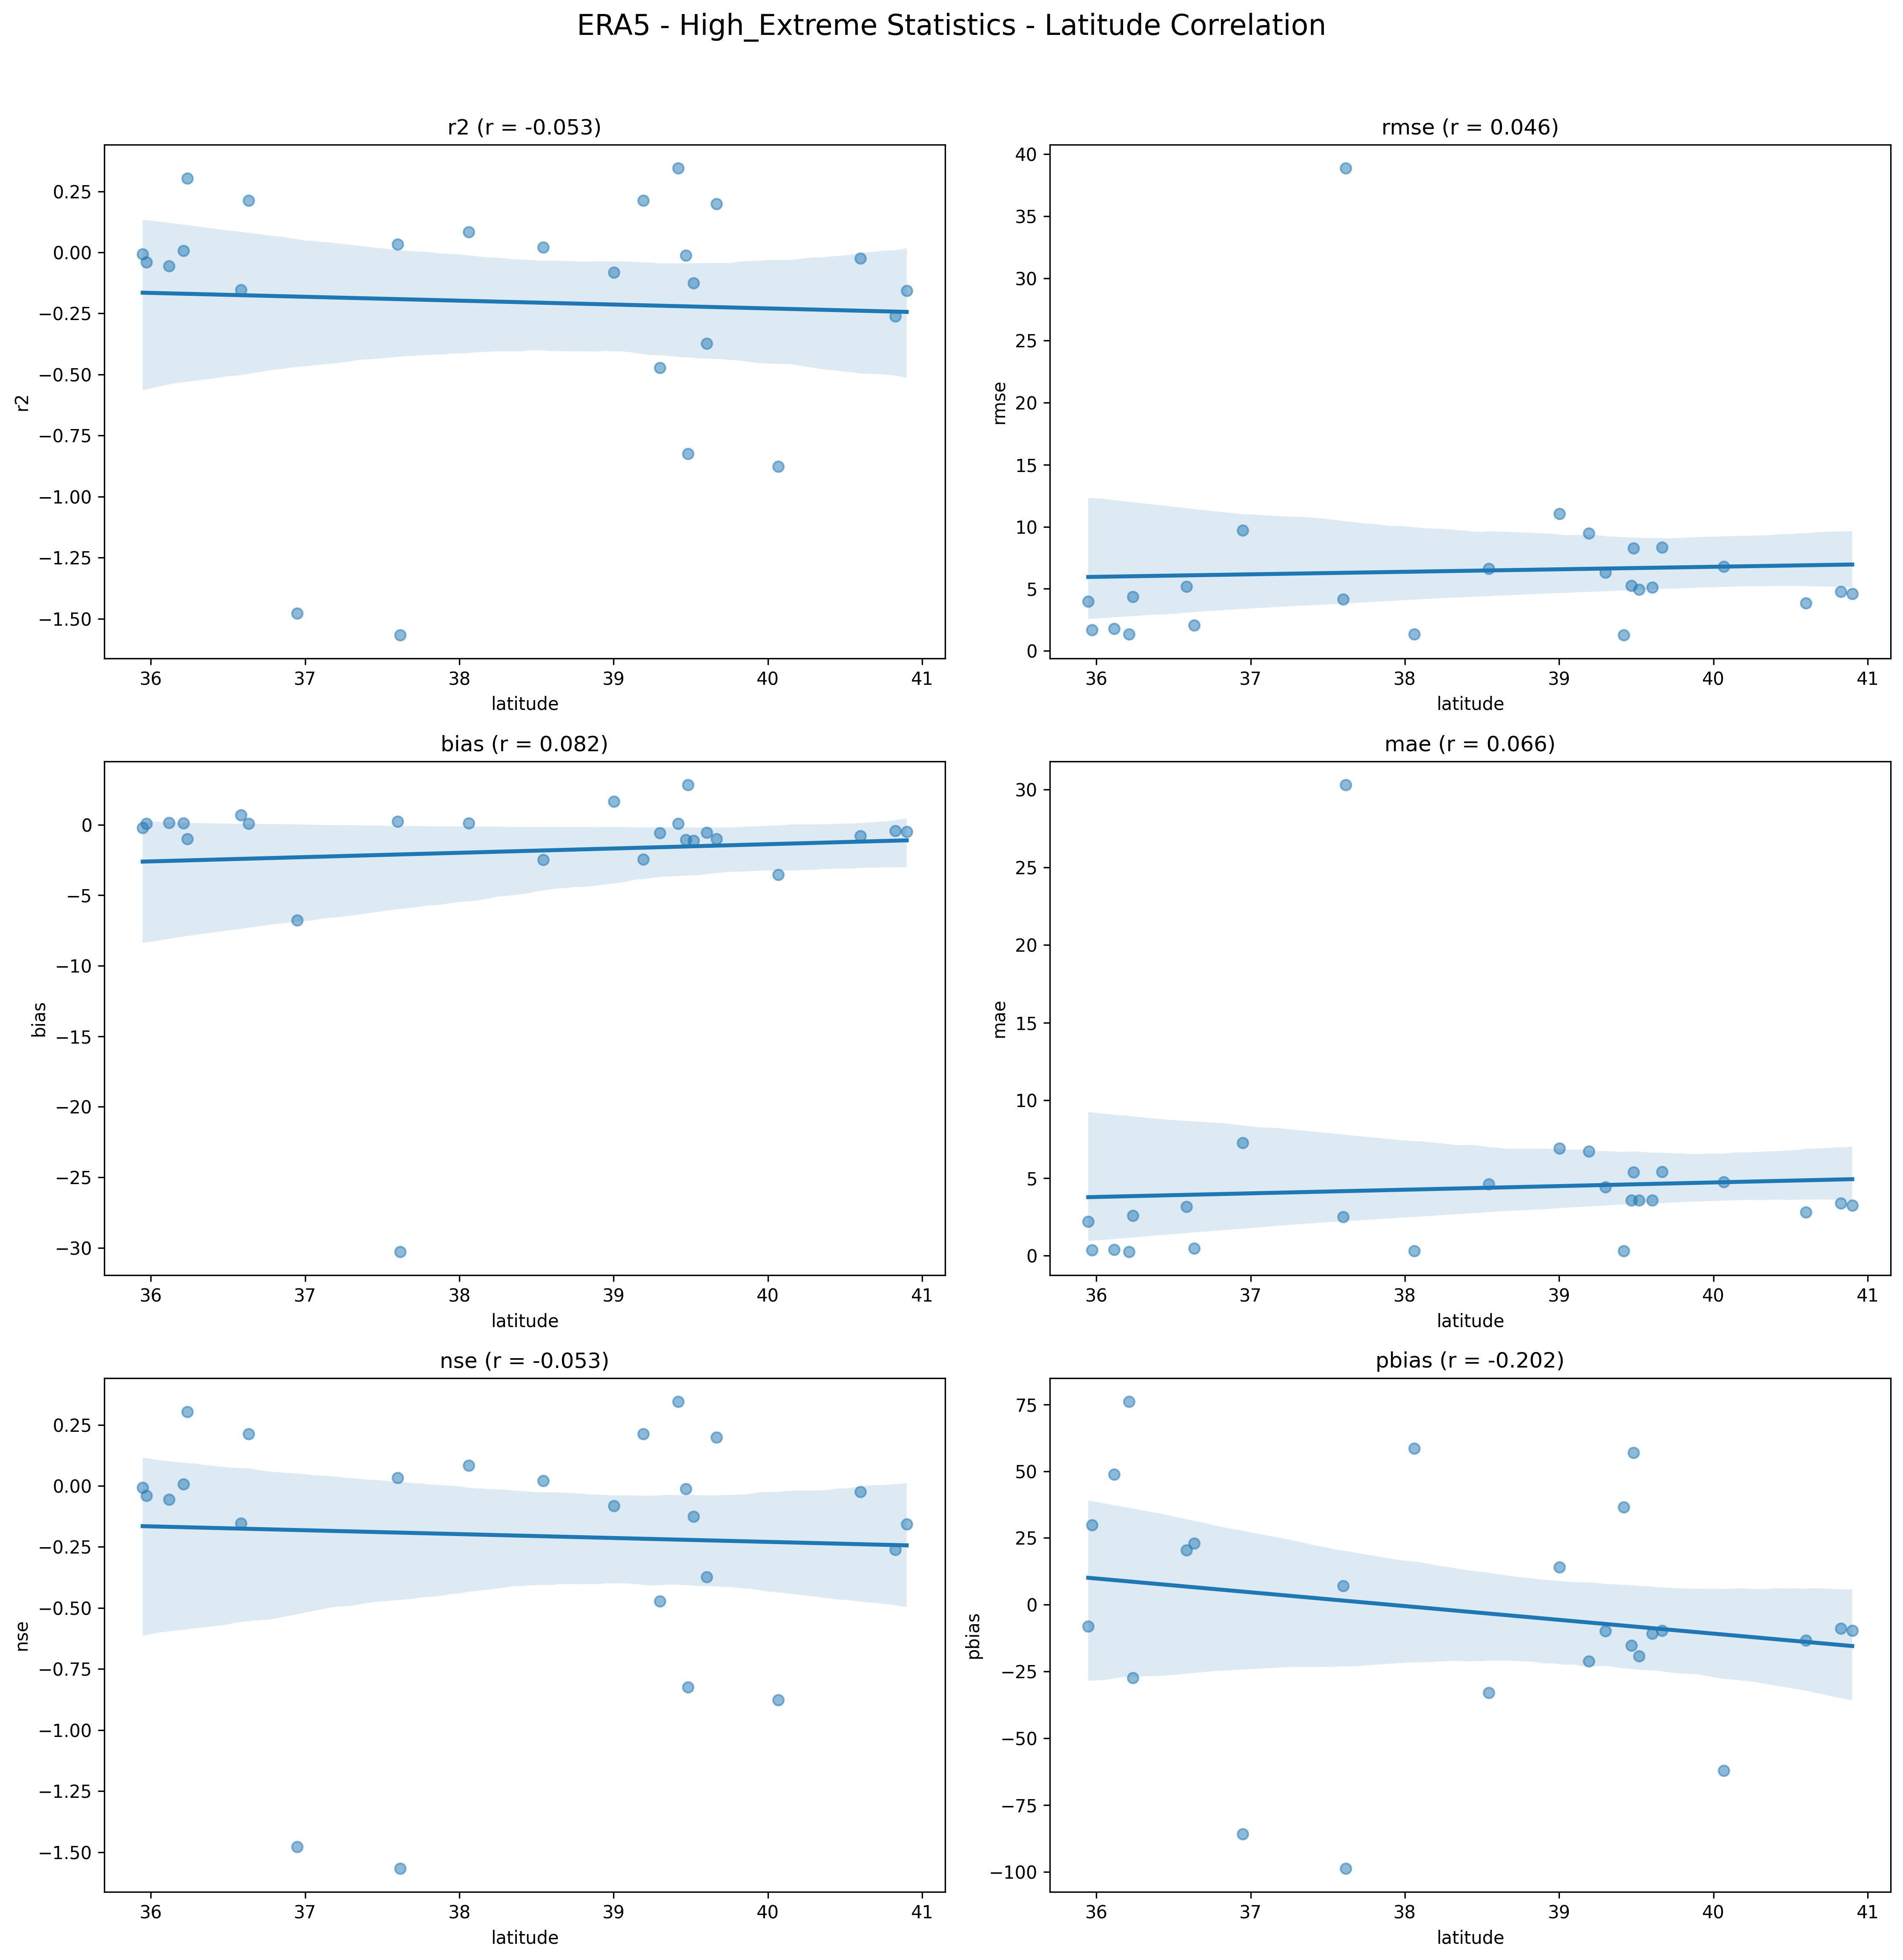 ERA5 - High_Extreme Statistics - Latitude Correlation
r2 (r = -0.053)
0.25
0.00
−0.25
−0.50
−0.75
−1.00
−1.25
−1.50
r2
36 37 38 39 40 41
latitude
rmse (r = 0.046)
40
35
30
25
20
15
10
5
0
rmse
36 37 38 39 40 41
latitude
bias (r = 0.082)
0
−5
−10
−15
−20
−25
−30
bias
36 37 38 39 40 41
latitude
mae (r = 0.066)
30
25
20
15
10
5
0
mae
36 37 38 39 40 41
latitude
nse (r = -0.053)
0.25
0.00
−0.25
−0.50
−0.75
−1.00
−1.25
−1.50
nse
36 37 38 39 40 41
latitude
pbias (r = -0.202)
75
50
25
0
−25
−50
−75
−100
pbias
36 37 38 39 40 41
latitude